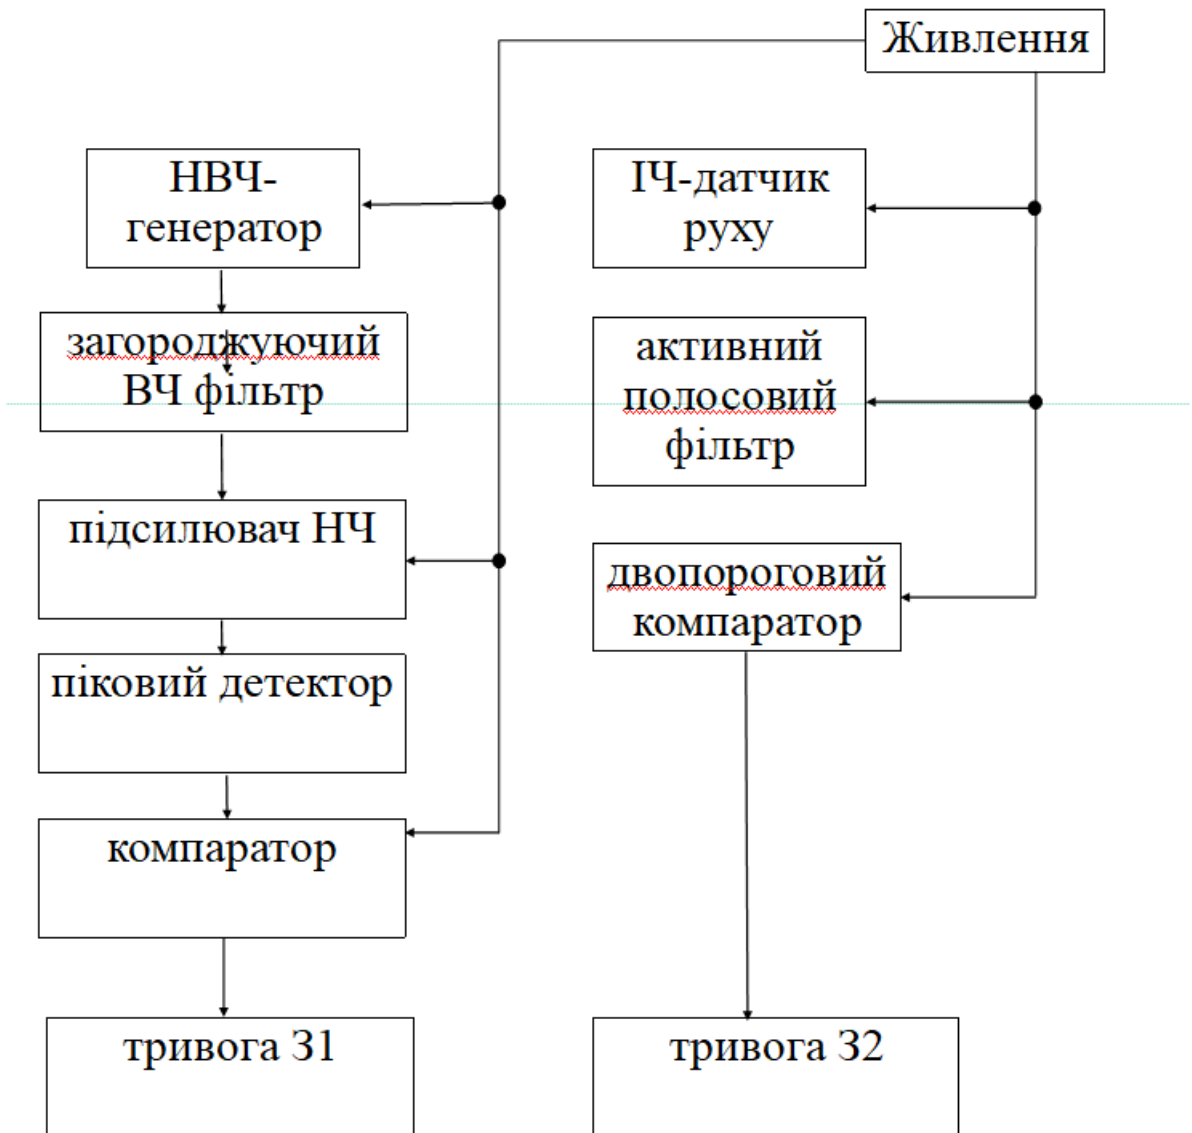 Живлення
НВЧ-
генератор
ІЧ-датчик
руху
загороджуючий
ВЧ фільтр
активний
полосовий
фільтр
підсилювач НЧ
двопороговий
компаратор
піковий детектор
компаратор
тривога З1
тривога З2